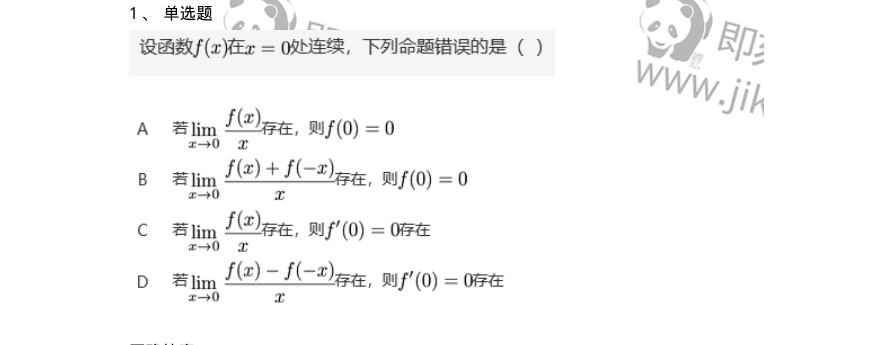 1、 单选题
设函数f(x)在x = 0处连续，下列命题错误的是（ ）
A 若lim_{x→0} f(x)/x 存在，则f(0) = 0
B 若lim_{x→0} (f(x) + f(−x))/x 存在，则f(0) = 0
C 若lim_{x→0} f(x)/x 存在，则f′(0) = 0存在
D 若lim_{x→0} (f(x) − f(−x))/x 存在，则f′(0) = 0存在
www.jik